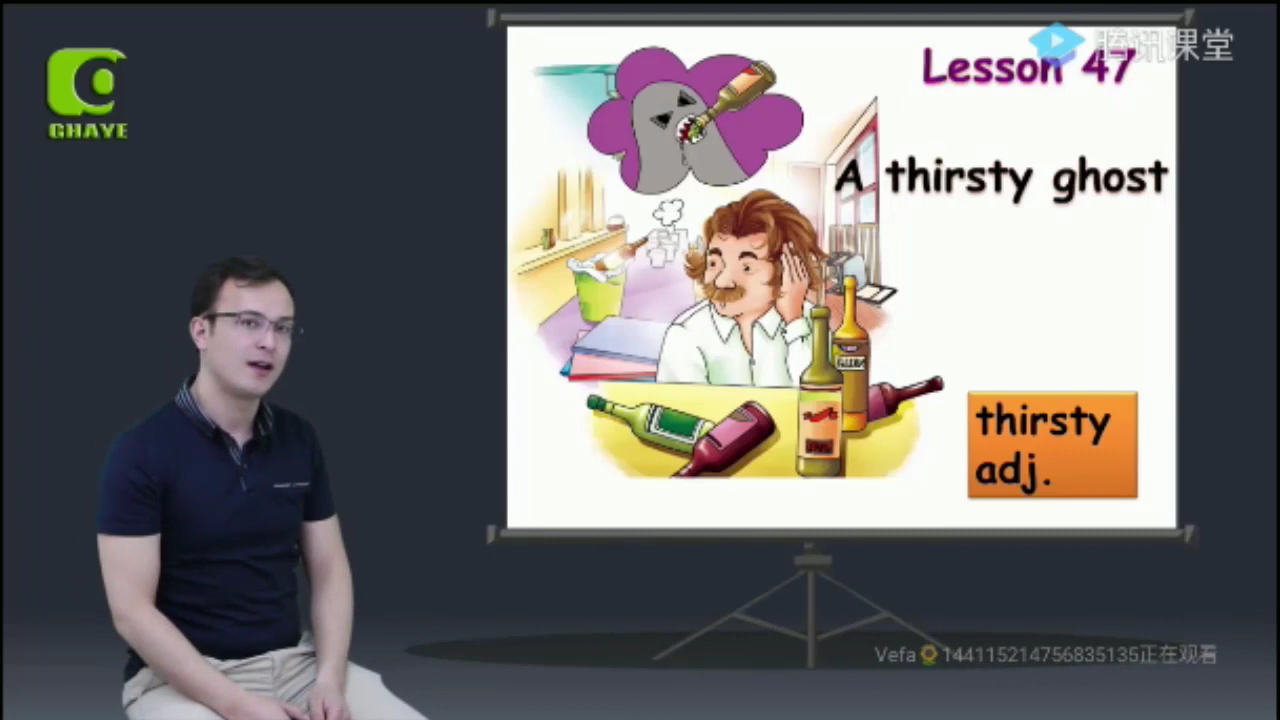 GHAYE
腾讯课堂
Lesson 47
A thirsty ghost
thirsty
adj.
Vefa 144115214756835135正在观看